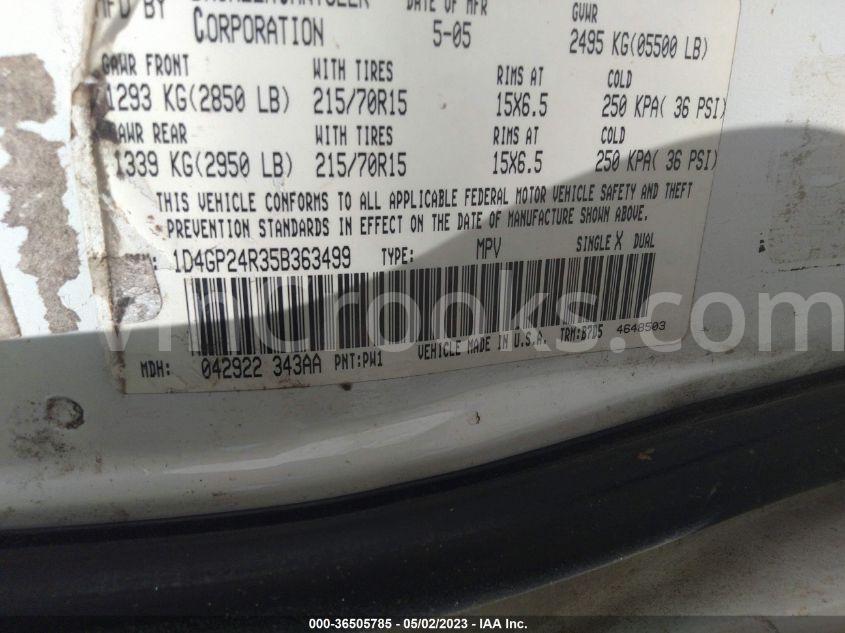 MFD BY DATE OF MFR GVWR
CORPORATION 5-05 2495 KG(05500 LB)
GAWR FRONT WITH TIRES RIMS AT COLD
1293 KG(2850 LB) 215/70R15 15X6.5 250 KPA( 36 PSI)
GAWR REAR WITH TIRES RIMS AT COLD
1339 KG(2950 LB) 215/70R15 15X6.5 250 KPA( 36 PSI)
THIS VEHICLE CONFORMS TO ALL APPLICABLE FEDERAL MOTOR VEHICLE SAFETY AND THEFT
PREVENTION STANDARDS IN EFFECT ON THE DATE OF MANUFACTURE SHOWN ABOVE.
1D4GP24R35B363499 TYPE: MPV SINGLE X DUAL
MDH: 042922 343AA PNT:PW1 VEHICLE MADE IN U.S.A. TRM:B7D5 4648503
vincrooks.com
000-36505785 - 05/02/2023 - IAA Inc.